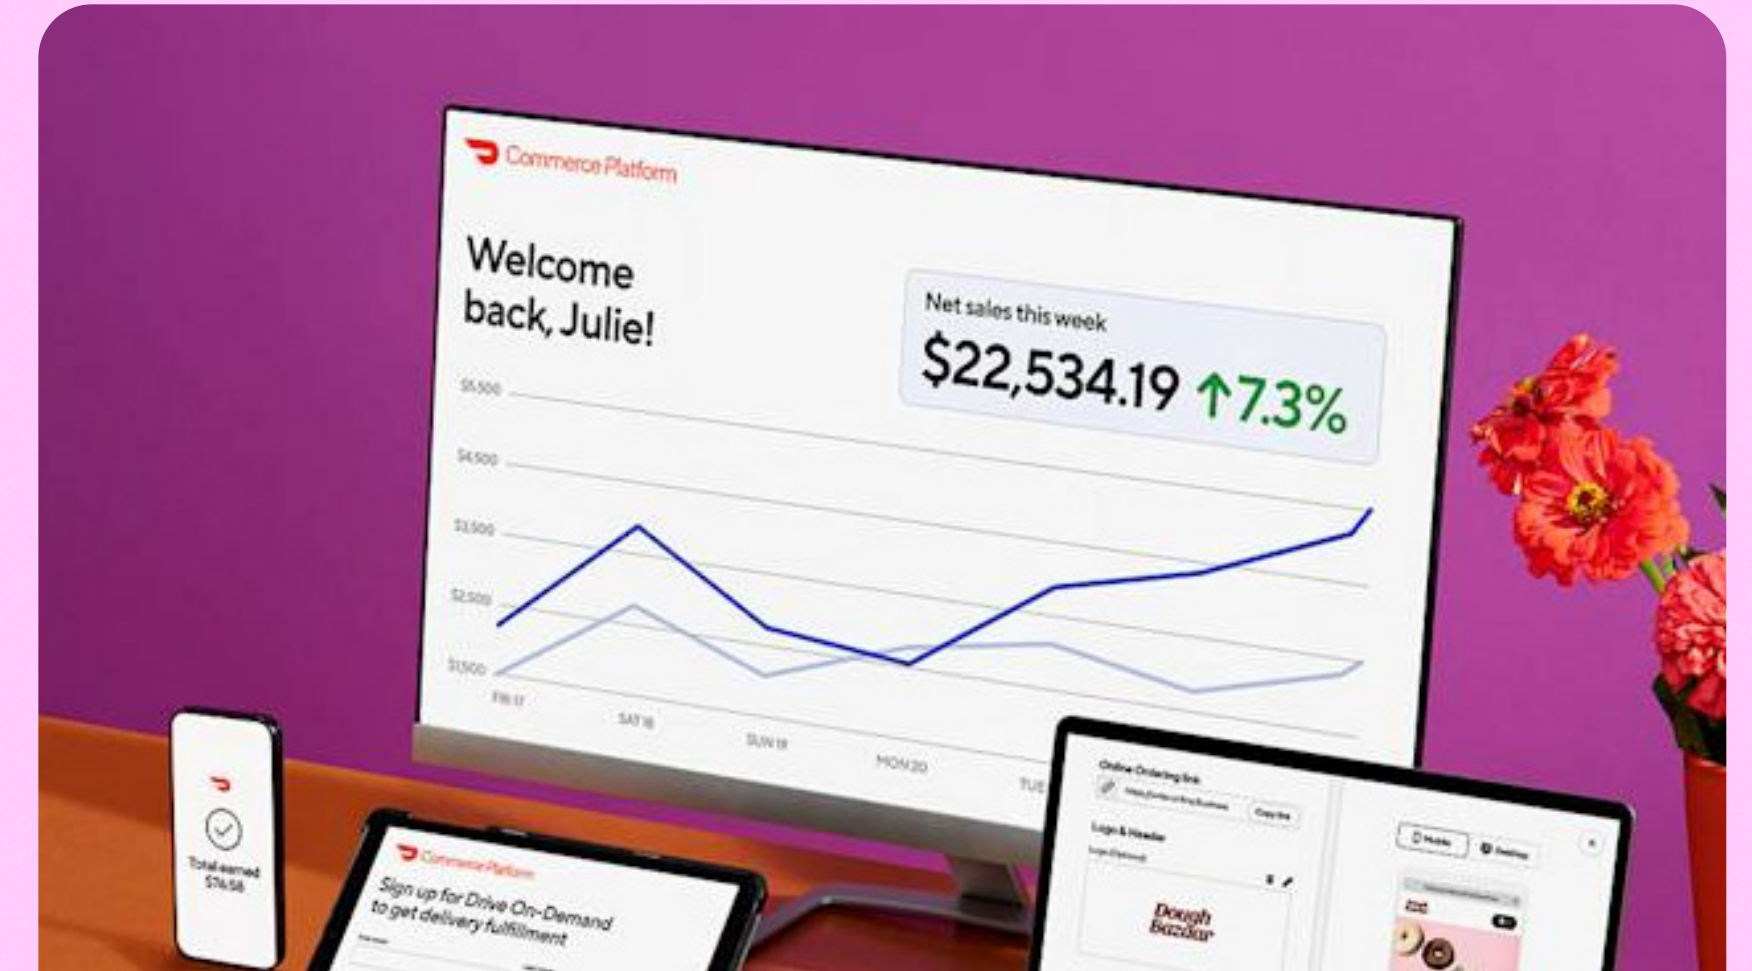 Commerce Platform
Welcome
back, Julie!
Net sales this week
$22,534.19 ↑7.3%
$5,500
$4,500
$3,500
$2,500
$1,500
FRI 17
SAT 18
SUN 19
MON 20
TUE
Total earned
$76.58
Commerce Platform
Sign up for Drive On-Demand
to get delivery fulfillment
Online Ordering link
Copy link
Logo & Header
Logo (Optional)
Dough
Bazaar
Mobile
Desktop